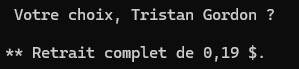 Votre choix, Tristan Gordon ?
** Retrait complet de 0,19 $.